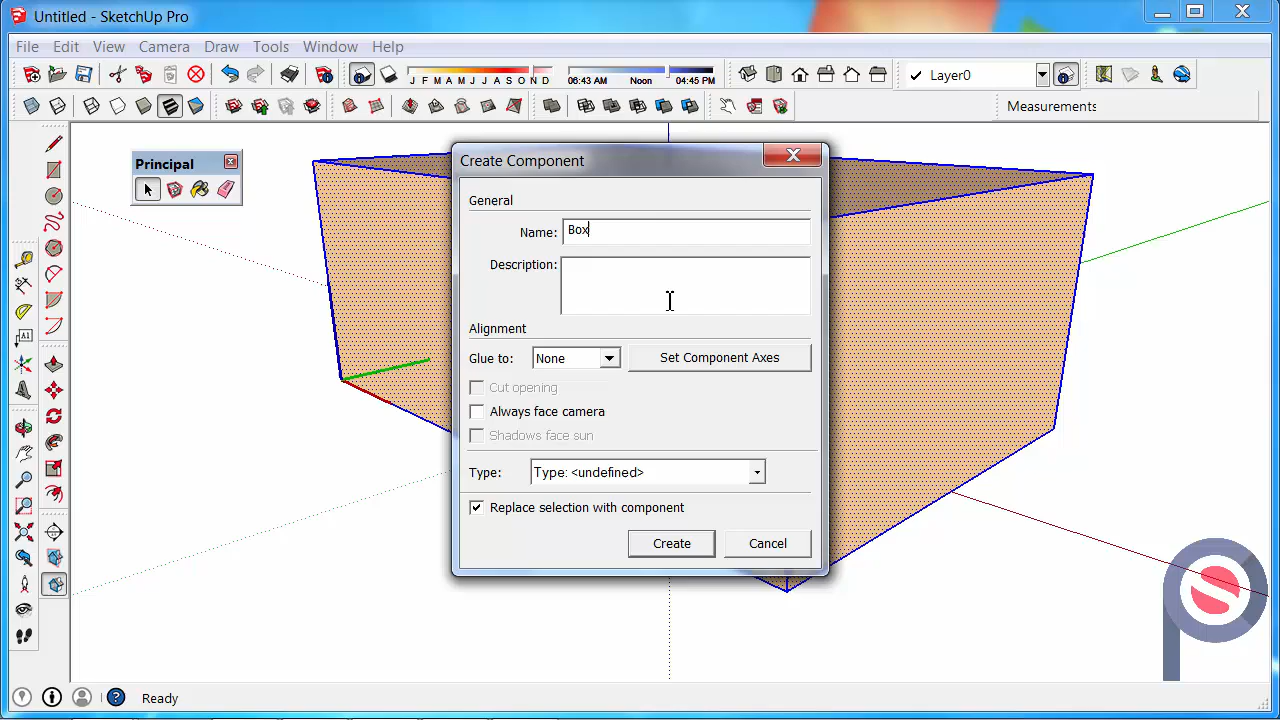 Untitled - SketchUp Pro
File Edit View Camera Draw Tools Window Help
J F M A M J J A S O N D
06:43 AM Noon 04:45 PM
Layer0
Measurements
Principal
Create Component
General
Name: Box
Description:
Alignment
Glue to: None Set Component Axes
Cut opening
Always face camera
Shadows face sun
Type: Type: <undefined>
Replace selection with component
Create Cancel
A1
S
Ready